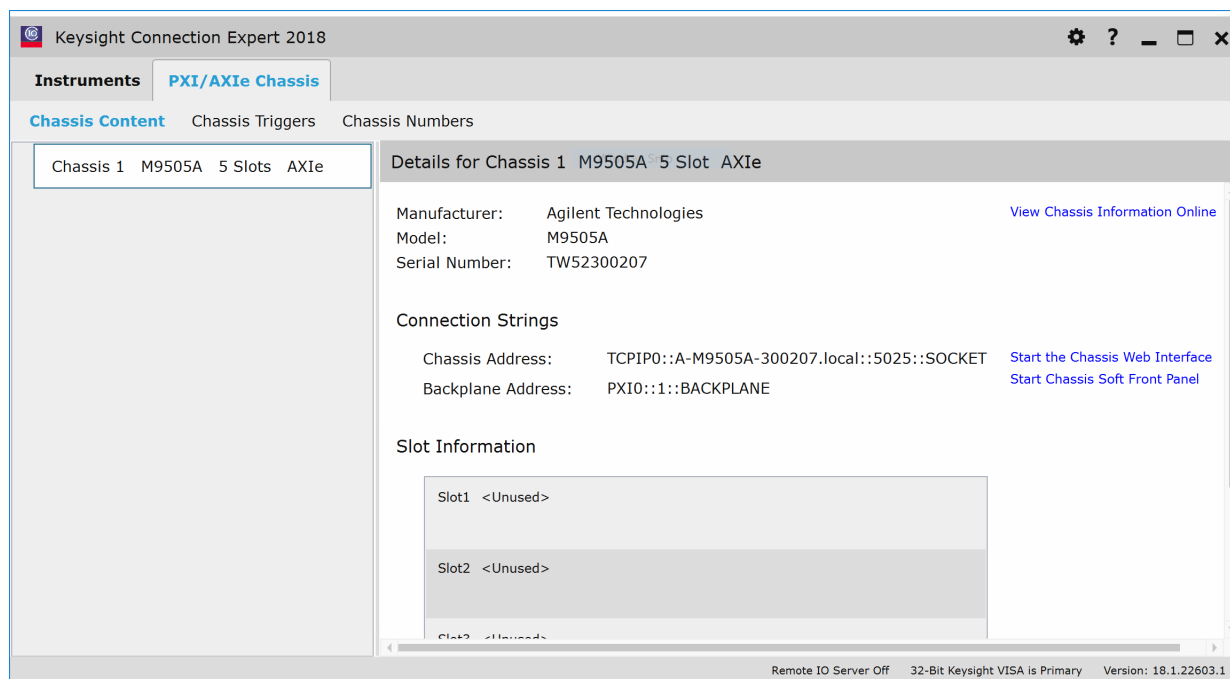 Keysight Connection Expert 2018
Instruments PXI/AXIe Chassis
Chassis Content Chassis Triggers Chassis Numbers
Chassis 1 M9505A 5 Slots AXIe
Details for Chassis 1 M9505A 5 Slot AXIe
Manufacturer: Agilent Technologies View Chassis Information Online
Model: M9505A
Serial Number: TW52300207
Connection Strings
Chassis Address: TCPIP0::A-M9505A-300207.local::5025::SOCKET Start the Chassis Web Interface
Start Chassis Soft Front Panel
Backplane Address: PXI0::1::BACKPLANE
Slot Information
Slot1 <Unused>
Slot2 <Unused>
Slot3 <Unused>
Remote IO Server Off 32-Bit Keysight VISA is Primary Version: 18.1.22603.1